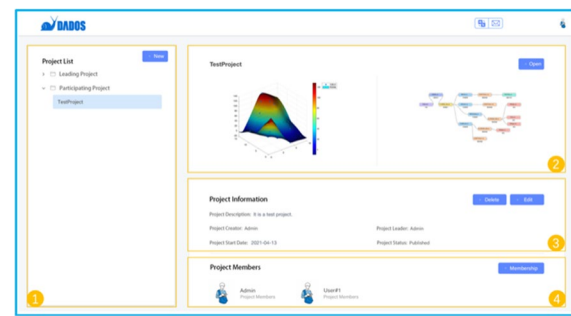 DADOS
Project List
New
Leading Project
Participating Project
TestProject
1
TestProject
Open
2
Project Information
Delete
Edit
Project Description: It is a test project.
Project Creator: Admin
Project Leader: Admin
Project Start Date: 2021-04-13
Project Status: Published
3
Project Members
Membership
Admin
Project Members
User#1
Project Members
4